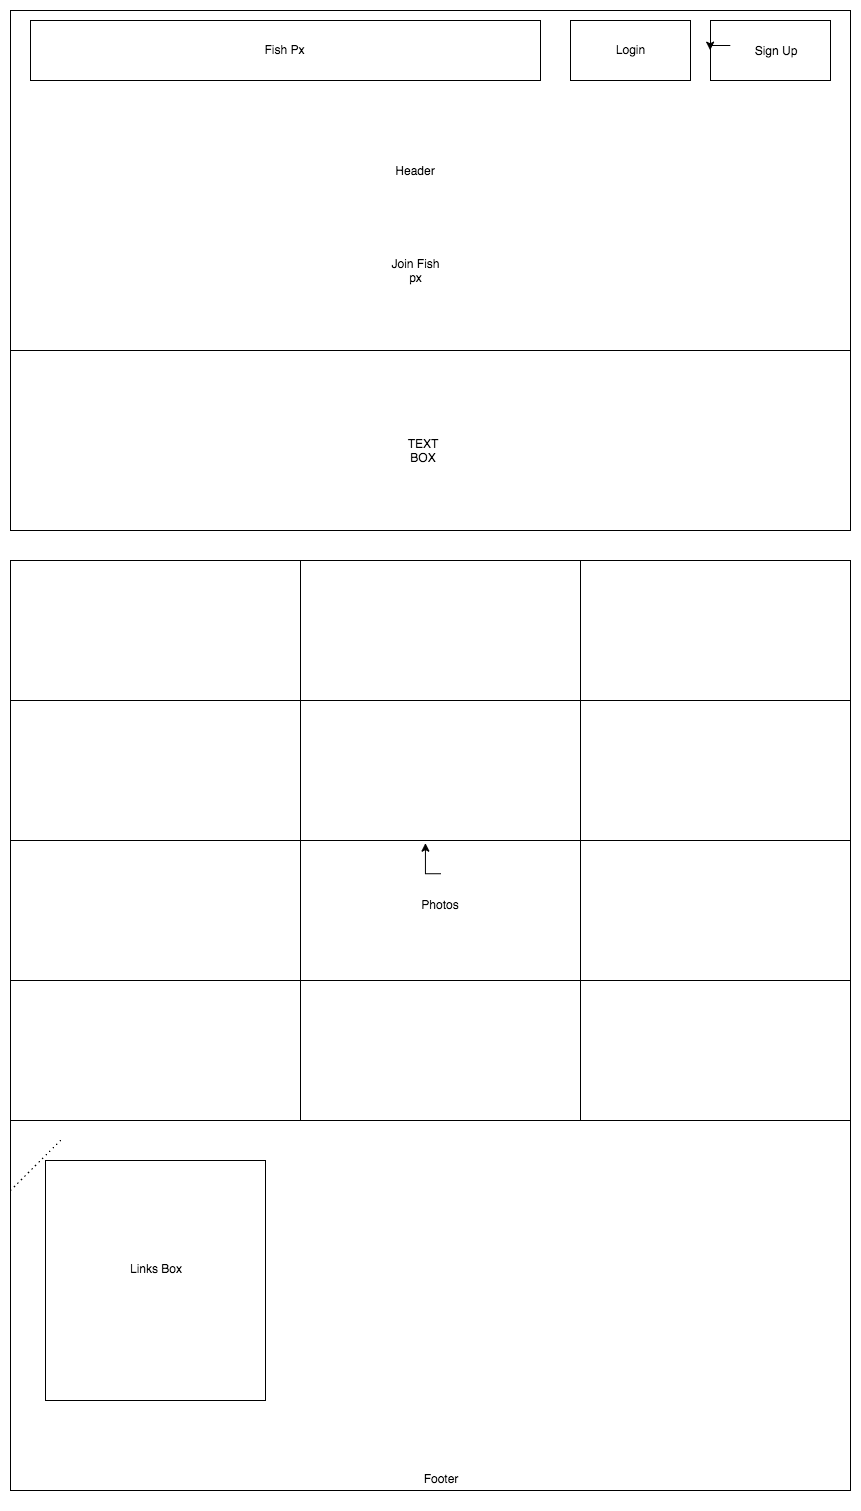 Fish Px
Login
Sign Up
Header
Join Fish
px
TEXT
BOX
Photos
Links Box
Footer